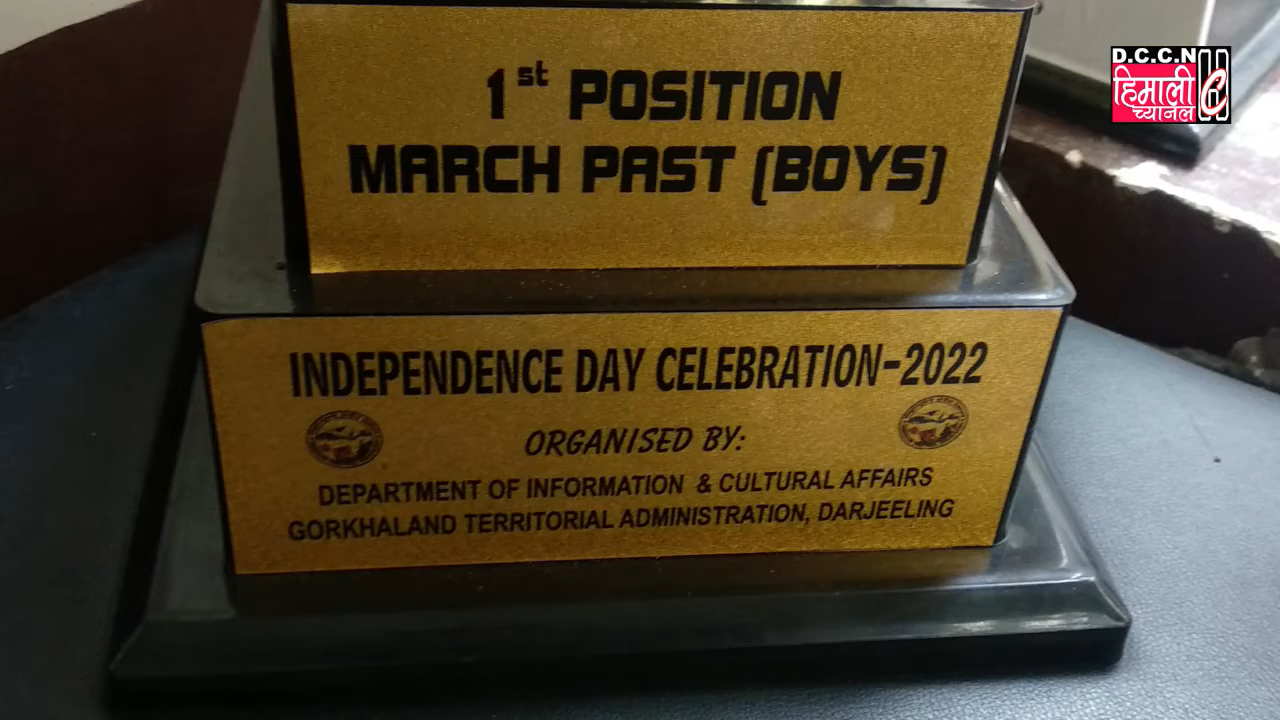 1st POSITION
MARCH PAST (BOYS)
INDEPENDENCE DAY CELEBRATION-2022
ORGANISED BY:
DEPARTMENT OF INFORMATION & CULTURAL AFFAIRS
GORKHALAND TERRITORIAL ADMINISTRATION, DARJEELING
D.C.C.N
हिमाली
च्यानल